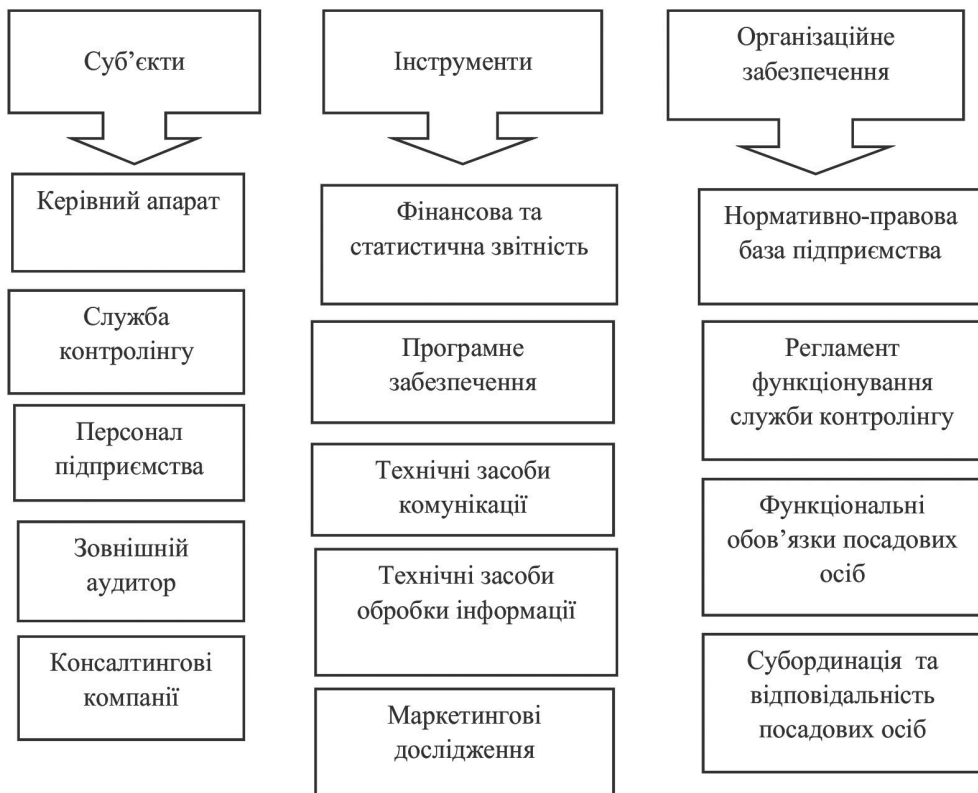 Суб’єкти
Керівний апарат
Служба
контролінгу
Персонал
підприємства
Зовнішній
аудитор
Консалтингові
компанії
Інструменти
Фінансова та
статистична звітність
Програмне
забезпечення
Технічні засоби
комунікації
Технічні засоби
обробки інформації
Маркетингові
дослідження
Організаційне
забезпечення
Нормативно-правова
база підприємства
Регламент
функціонування
служби контролінгу
Функціональні
обов’язки посадових
осіб
Субординація та
відповідальність
посадових осіб